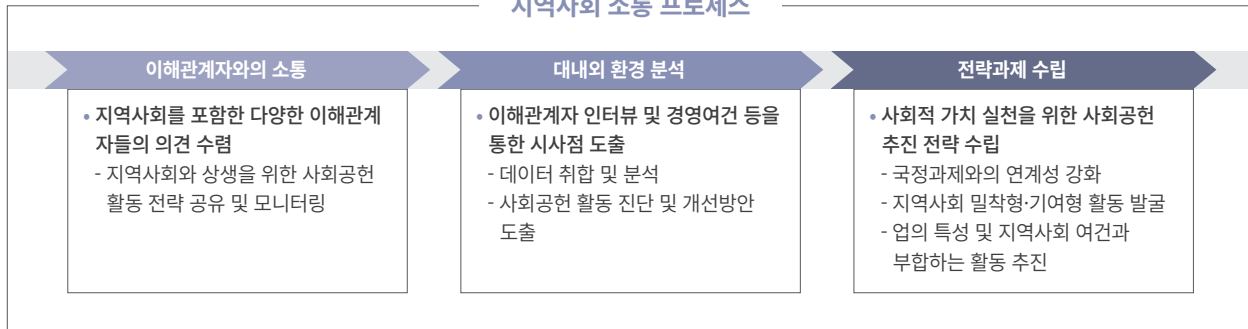 지역사회 소통 프로세스
이해관계자와의 소통
• 지역사회를 포함한 다양한 이해관계
자들의 의견 수렴
- 지역사회와 상생을 위한 사회공헌
활동 전략 공유 및 모니터링
대내외 환경 분석
• 이해관계자 인터뷰 및 경영여건 등을
통한 시사점 도출
- 데이터 취합 및 분석
- 사회공헌 활동 진단 및 개선방안
도출
전략과제 수립
• 사회적 가치 실천을 위한 사회공헌
추진 전략 수립
- 국정과제와의 연계성 강화
- 지역사회 밀착형·기여형 활동 발굴
- 업의 특성 및 지역사회 여건과
부합하는 활동 추진